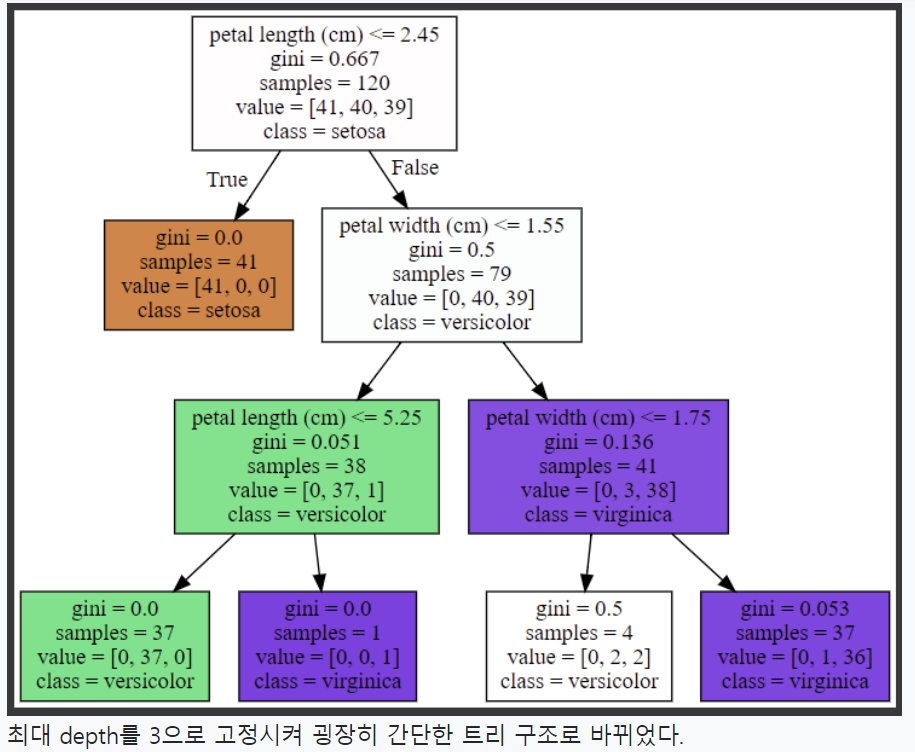 petal length (cm) <= 2.45
gini = 0.667
samples = 120
value = [41, 40, 39]
class = setosa
True
False
gini = 0.0
samples = 41
value = [41, 0, 0]
class = setosa
petal width (cm) <= 1.55
gini = 0.5
samples = 79
value = [0, 40, 39]
class = versicolor
petal length (cm) <= 5.25
gini = 0.051
samples = 38
value = [0, 37, 1]
class = versicolor
petal width (cm) <= 1.75
gini = 0.136
samples = 41
value = [0, 3, 38]
class = virginica
gini = 0.0
samples = 37
value = [0, 37, 0]
class = versicolor
gini = 0.0
samples = 1
value = [0, 0, 1]
class = virginica
gini = 0.5
samples = 4
value = [0, 2, 2]
class = versicolor
gini = 0.053
samples = 37
value = [0, 1, 36]
class = virginica
최대 depth를 3으로 고정시켜 굉장히 간단한 트리 구조로 바뀌었다.